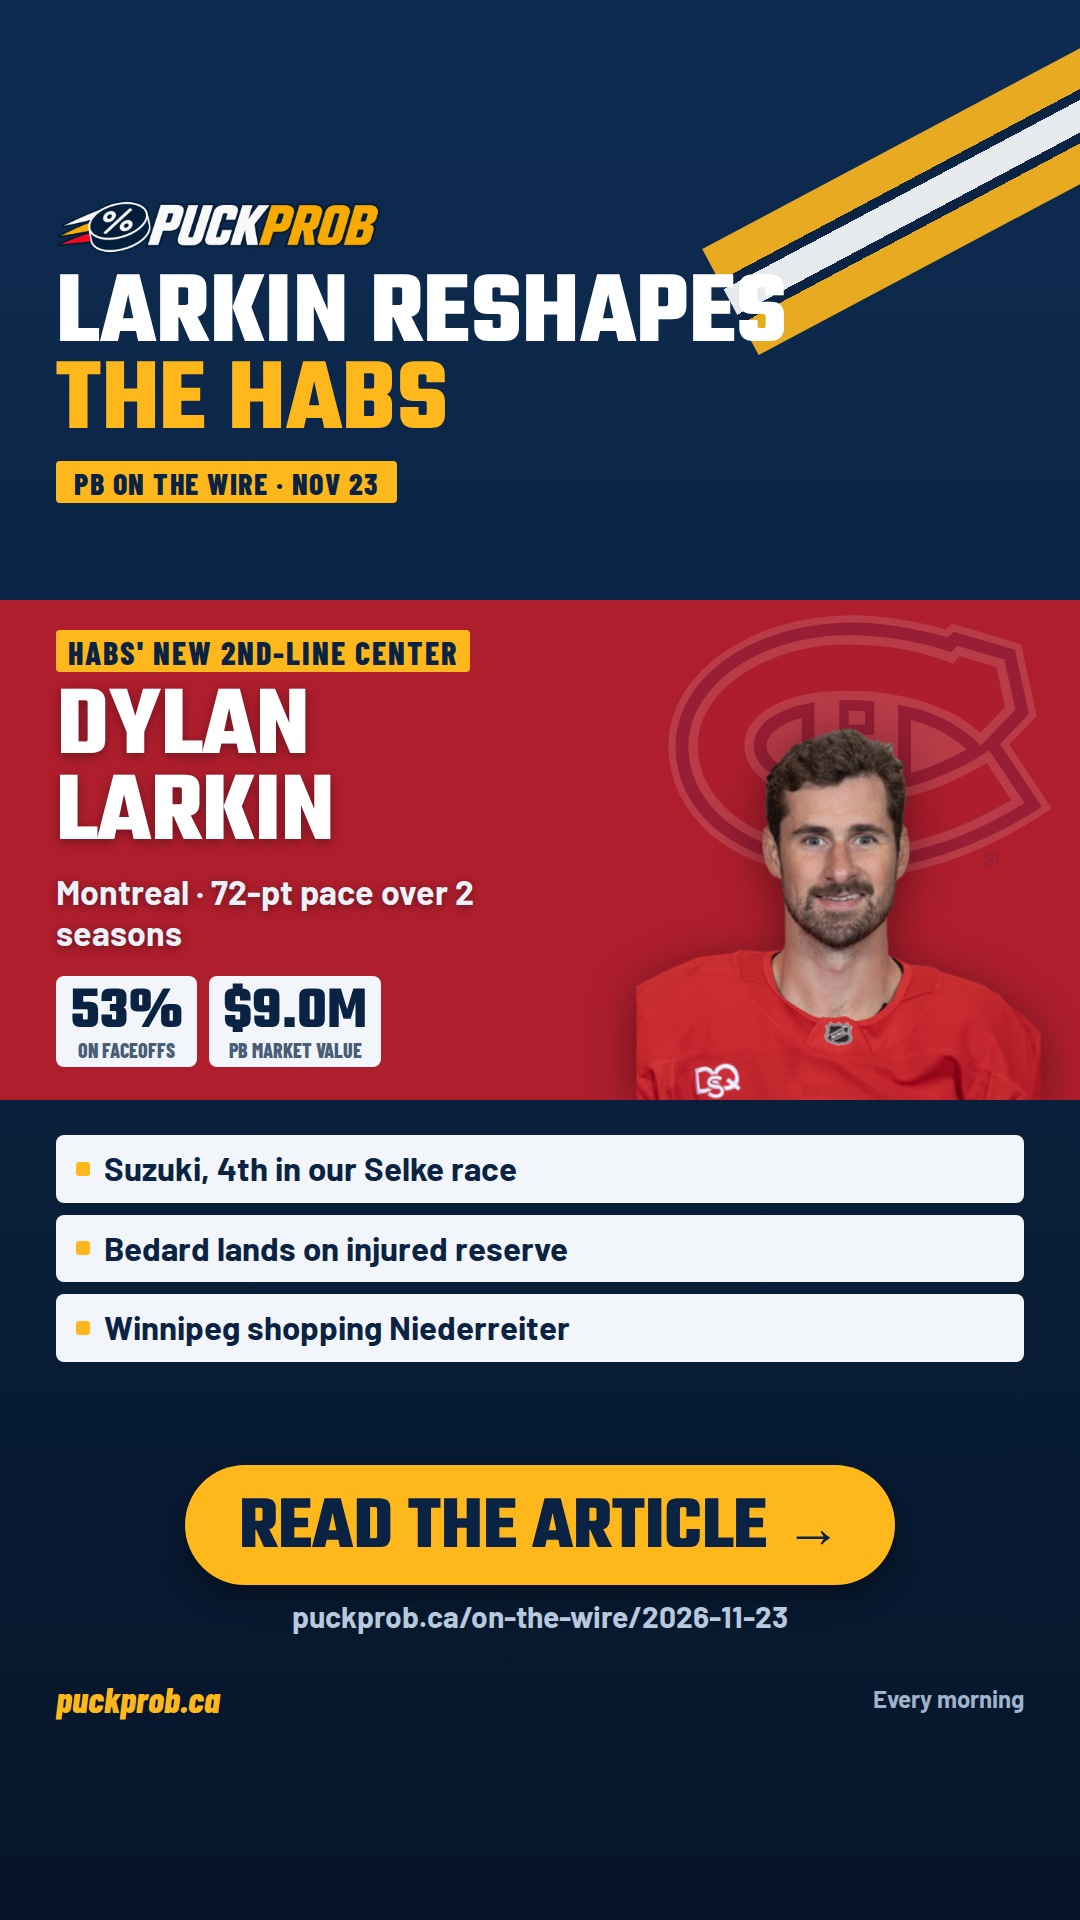 % PUCKPROB
LARKIN RESHAPES
THE HABS
PB ON THE WIRE · NOV 23
HABS' NEW 2ND-LINE CENTER
DYLAN
LARKIN
Montreal · 72-pt pace over 2
seasons
53%
ON FACEOFFS
$9.0M
PB MARKET VALUE
®
NHL
Suzuki, 4th in our Selke race
Bedard lands on injured reserve
Winnipeg shopping Niederreiter
READ THE ARTICLE →
puckprob.ca/on-the-wire/2026-11-23
puckprob.ca
Every morning